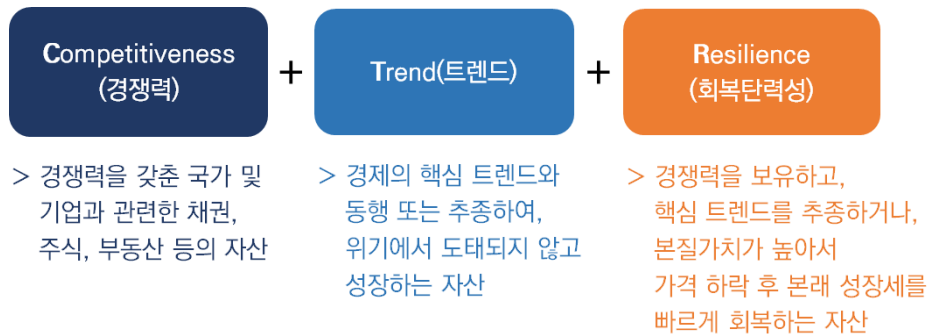 Competitiveness
(경쟁력)
+
Trend(트렌드)
+
Resilience
(회복탄력성)
> 경쟁력을 갖춘 국가 및
기업과 관련한 채권,
주식, 부동산 등의 자산
> 경제의 핵심 트렌드와
동행 또는 추종하여,
위기에서 도태되지 않고
성장하는 자산
> 경쟁력을 보유하고,
핵심 트렌드를 추종하거나,
본질가치가 높아서
가격 하락 후 본래 성장세를
빠르게 회복하는 자산